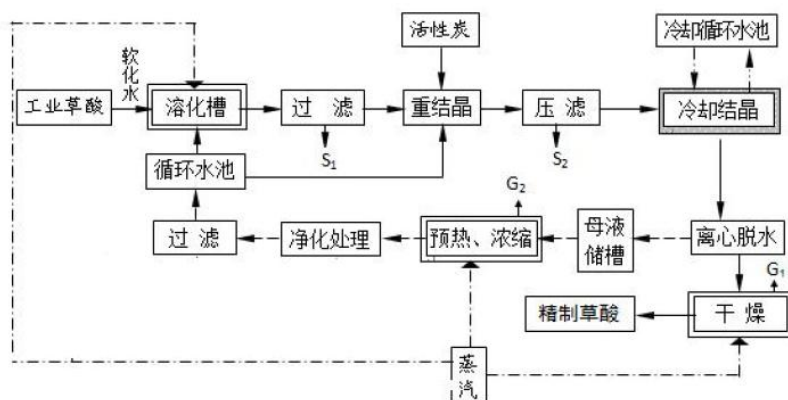 活性炭
冷却循环水池
软化水
工业草酸
溶化槽
过 滤
重结晶
压 滤
冷却结晶
S₁
S₂
循环水池
G₂
过 滤
净化处理
预热、浓缩
母液
储槽
离心脱水
G₁
精制草酸
干 燥
蒸汽